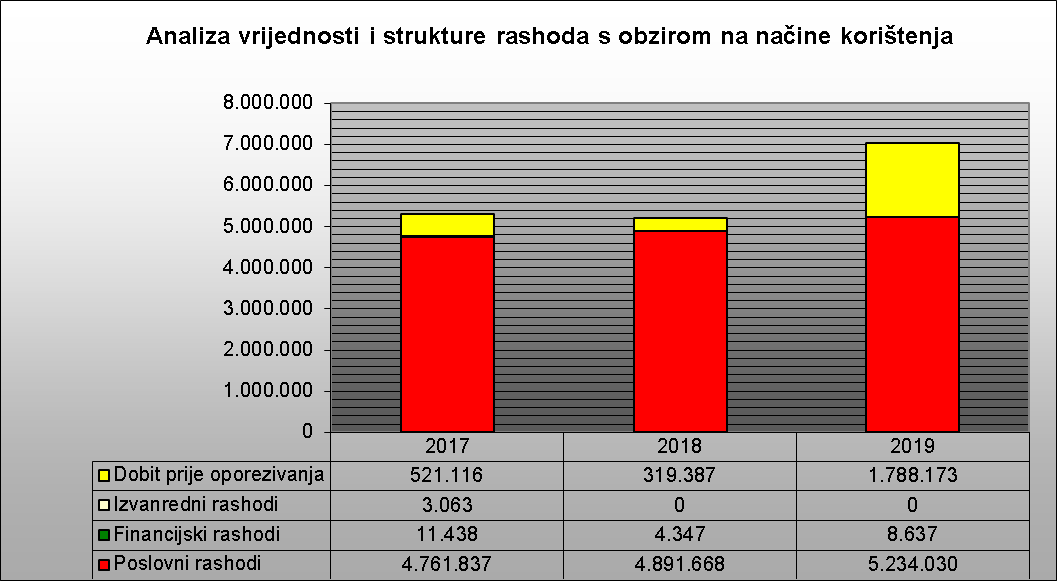 Analiza vrijednosti i strukture rashoda s obzirom na načine korištenja
8.000.000
7.000.000
6.000.000
5.000.000
4.000.000
3.000.000
2.000.000
1.000.000
0
2017 2018 2019
Dobit prije oporezivanja 521.116 319.387 1.788.173
Izvanredni rashodi 3.063 0 0
Financijski rashodi 11.438 4.347 8.637
Poslovni rashodi 4.761.837 4.891.668 5.234.030